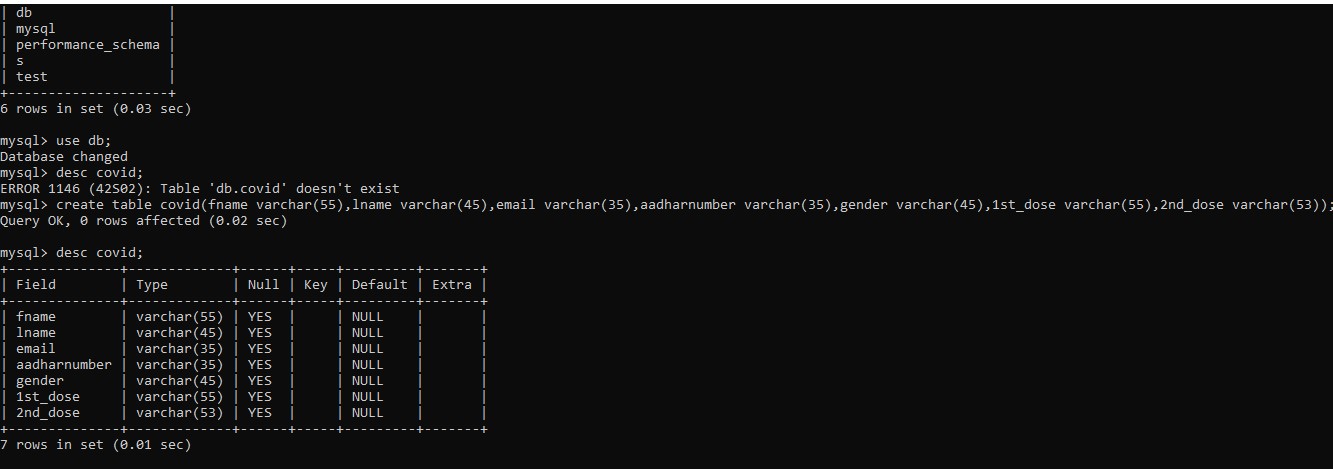 | db                 |
| mysql              |
| performance_schema |
| s                  |
| test               |
+--------------------+
6 rows in set (0.03 sec)
mysql> use db;
Database changed
mysql> desc covid;
ERROR 1146 (42S02): Table 'db.covid' doesn't exist
mysql> create table covid(fname varchar(55),lname varchar(45),email varchar(35),aadharnumber varchar(35),gender varchar(45),1st_dose varchar(55),2nd_dose varchar(53));
Query OK, 0 rows affected (0.02 sec)
mysql> desc covid;
+--------------+-------------+------+-----+---------+-------+
| Field        | Type        | Null | Key | Default | Extra |
+--------------+-------------+------+-----+---------+-------+
| fname        | varchar(55) | YES  |     | NULL    |       |
| lname        | varchar(45) | YES  |     | NULL    |       |
| email        | varchar(35) | YES  |     | NULL    |       |
| aadharnumber | varchar(35) | YES  |     | NULL    |       |
| gender       | varchar(45) | YES  |     | NULL    |       |
| 1st_dose     | varchar(55) | YES  |     | NULL    |       |
| 2nd_dose     | varchar(53) | YES  |     | NULL    |       |
+--------------+-------------+------+-----+---------+-------+
7 rows in set (0.01 sec)